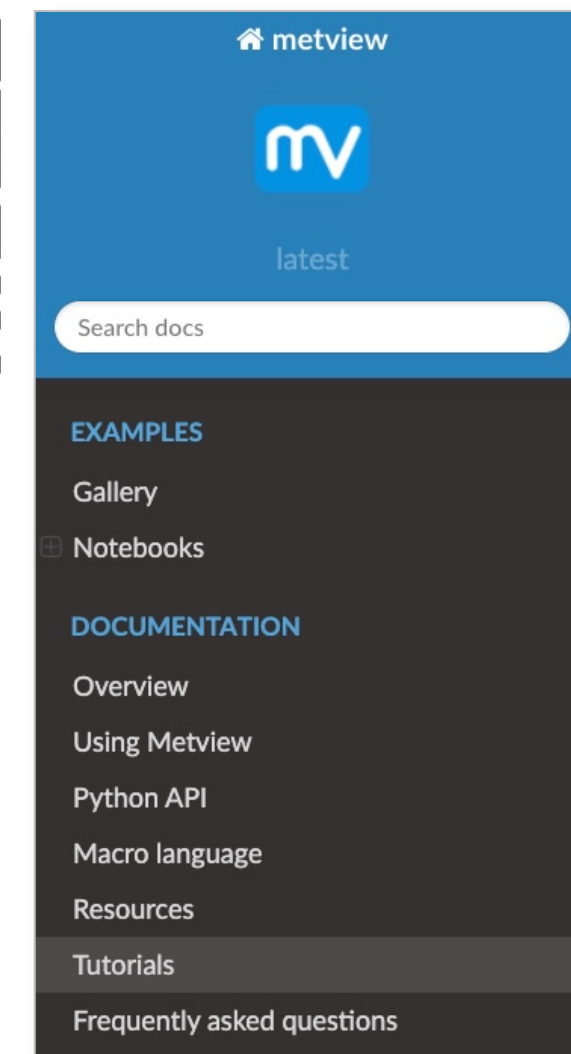 metview
mv
latest
Search docs
EXAMPLES
Gallery
Notebooks
DOCUMENTATION
Overview
Using Metview
Python API
Macro language
Resources
Tutorials
Frequently asked questions